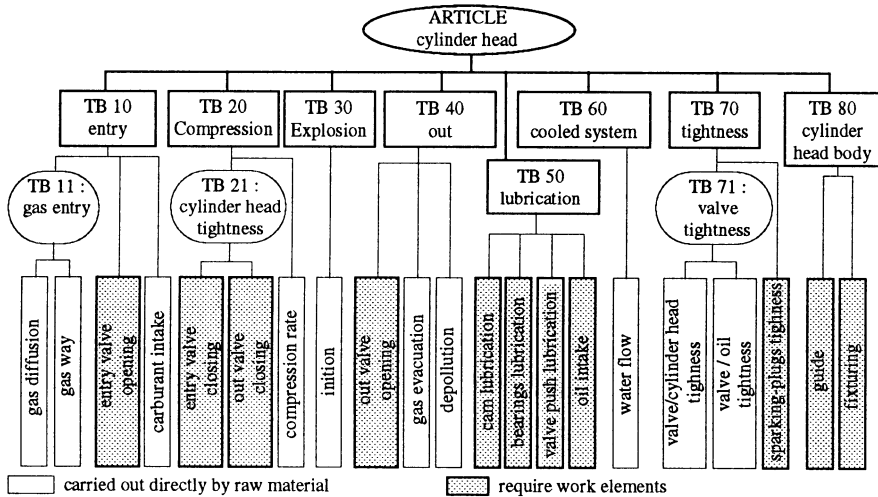 ARTICLE
cylinder head
TB 10
entry
TB 20
Compression
TB 30
Explosion
TB 40
out
TB 60
cooled system
TB 70
tightness
TB 80
cylinder
head body
TB 50
lubrication
TB 11 :
gas entry
TB 21 :
cylinder head
tightness
TB 71 :
valve
tightness
gas diffusion
gas way
entry valve
opening
carburant intake
entry valve
closing
out valve
closing
compression rate
inition
out valve
opening
gas evacuation
depollution
cam lubrication
bearings lubrication
valve push lubrication
oil intake
water flow
valve/cylinder head
tighness
valve / oil
tightness
sparking-plugs tighness
guide
fixturing
carried out directly by raw material
require work elements